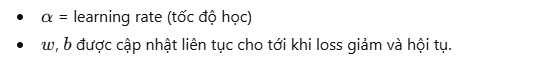 • α = learning rate (tốc độ học)
• w, b được cập nhật liên tục cho tới khi loss giảm và hội tụ.